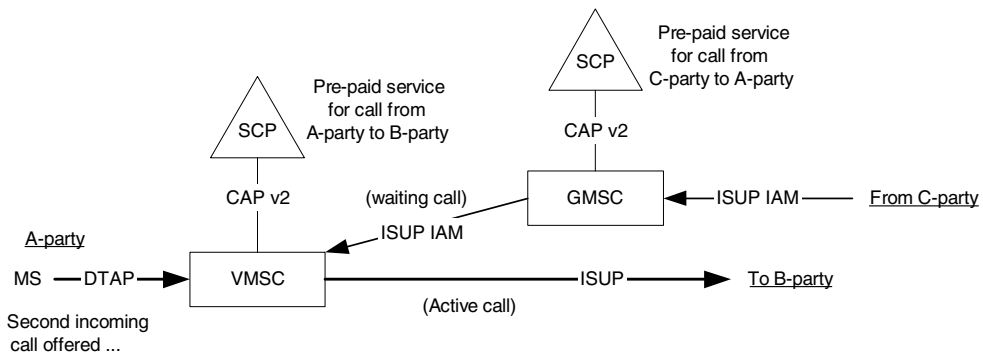 Pre-paid service
for call from
C-party to A-party
SCP
Pre-paid service
for call from
A-party to B-party
SCP
CAP v2
CAP v2
(waiting call)
GMSC
ISUP IAM
From C-party
ISUP IAM
A-party
MS
DTAP
VMSC
ISUP
To B-party
(Active call)
Second incoming
call offered ...